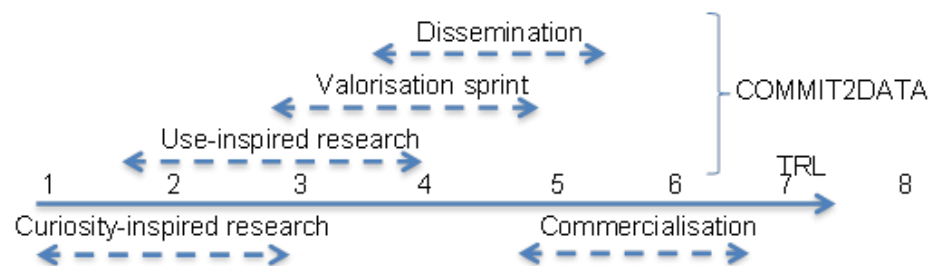 Dissemination
Valorisation sprint
COMMIT2DATA
Use-inspired research
TRL
1 2 3 4 5 6 7 8
Curiosity-inspired research Commercialisation